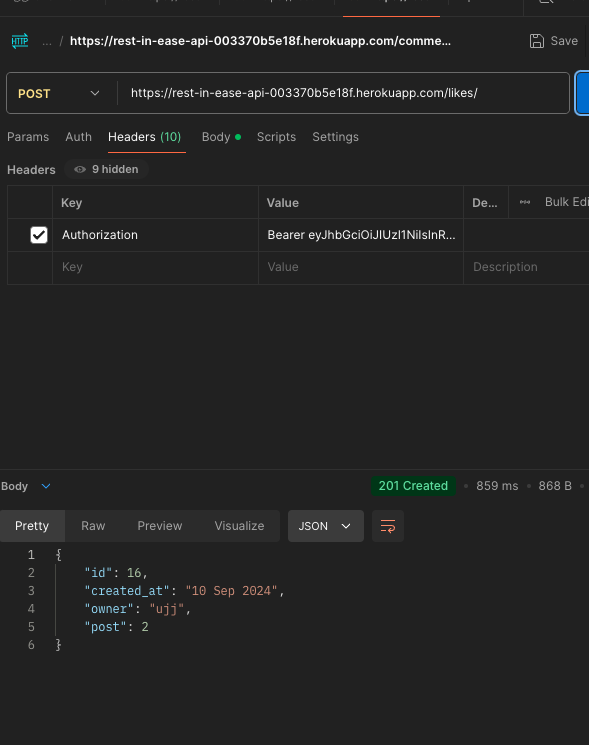 HTTP ... / https://rest-in-ease-api-003370b5e18f.herokuapp.com/comme... Save
POST https://rest-in-ease-api-003370b5e18f.herokuapp.com/likes/
Params Auth Headers (10) Body Scripts Settings
Headers 9 hidden
Key Value De... Bulk Edi
Authorization Bearer eyJhbGciOiJIUzI1NiIsInR...
Key Value Description
Body 201 Created 859 ms 868 B
Pretty Raw Preview Visualize JSON
1 {
2 "id": 16,
3 "created_at": "10 Sep 2024",
4 "owner": "ujj",
5 "post": 2
6 }